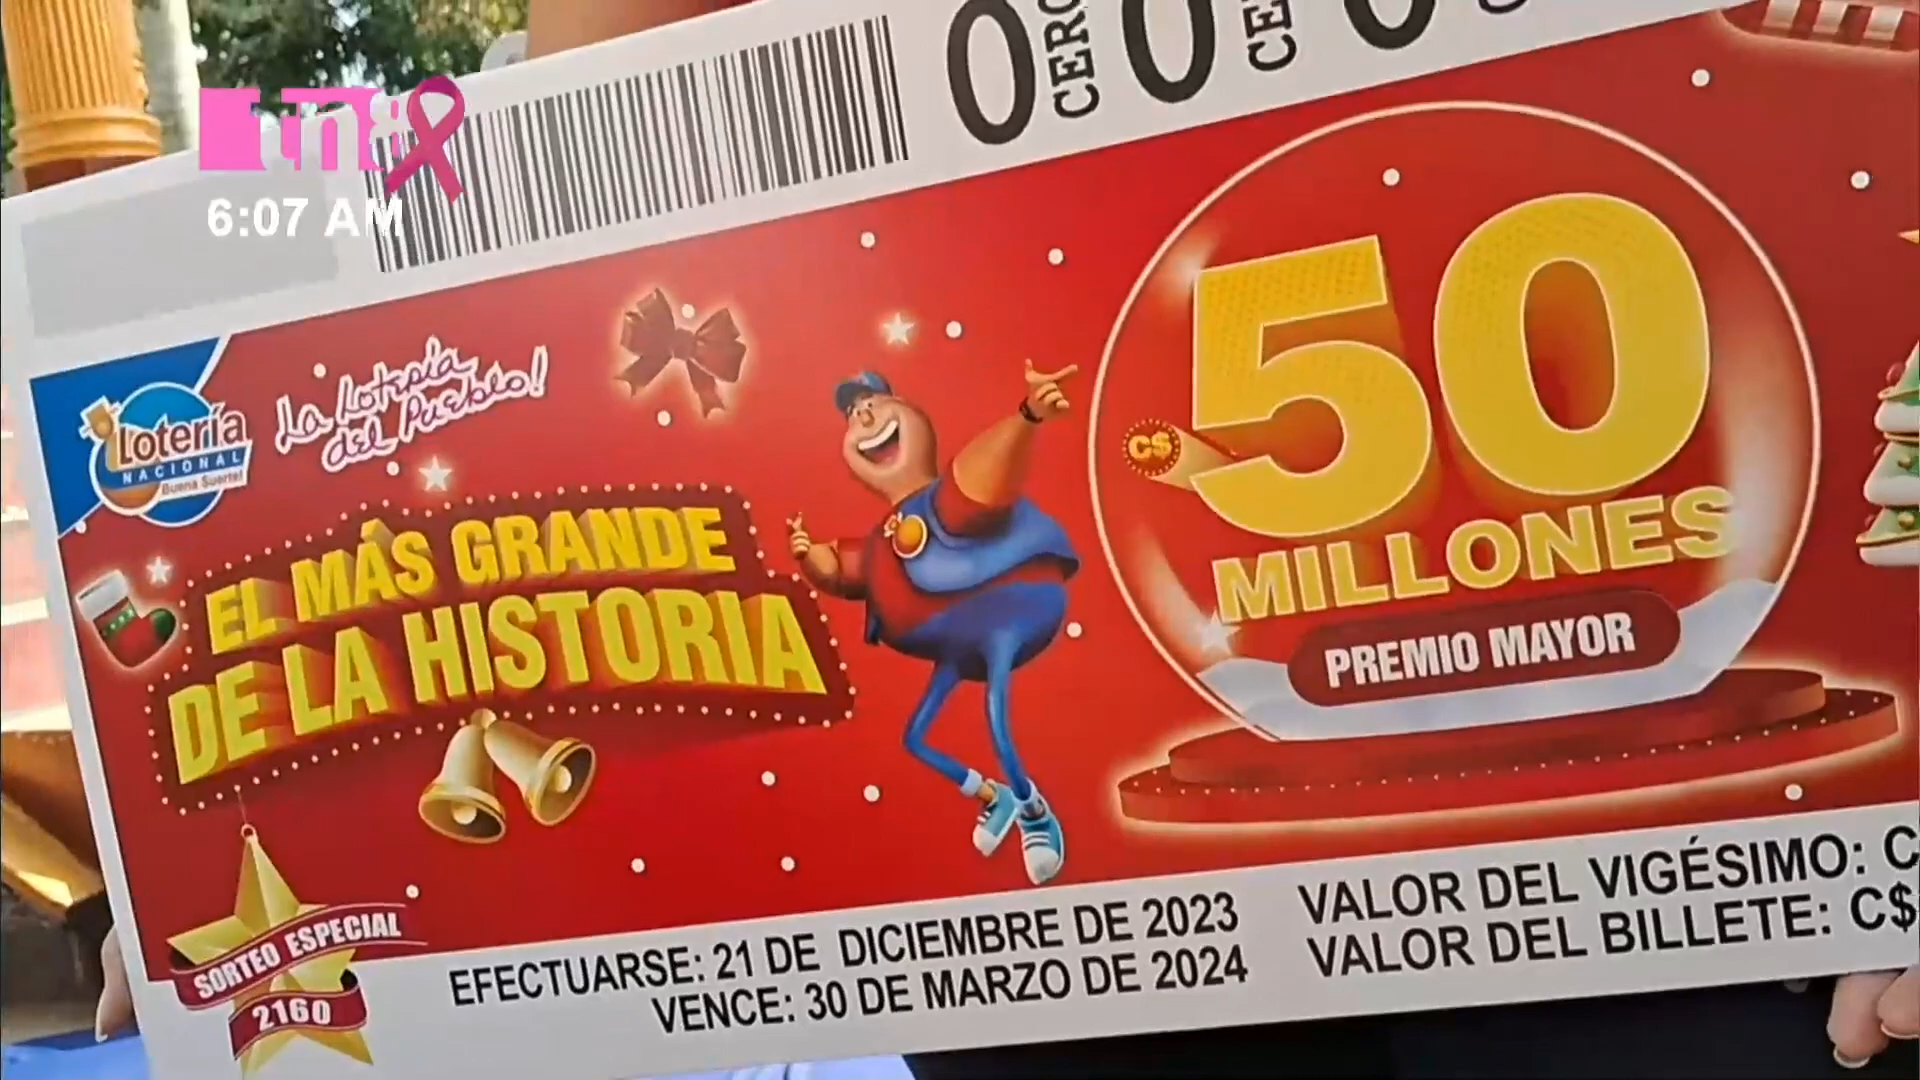 0 CERO 0
tn8
6:07 AM
Lotería
NACIONAL
Buena Suerte!
La Lotería
del Pueblo!
EL MÁS GRANDE
DE LA HISTORIA
C$ 50
MILLONES
PREMIO MAYOR
SORTEO ESPECIAL
2160
EFECTUARSE: 21 DE DICIEMBRE DE 2023
VENCE: 30 DE MARZO DE 2024
VALOR DEL VIGÉSIMO: C
VALOR DEL BILLETE: C$